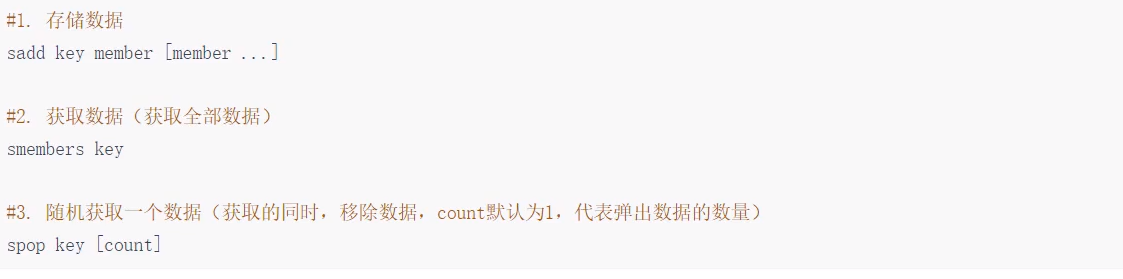 #1. 存储数据
sadd key member [member ...]
#2. 获取数据（获取全部数据）
smembers key
#3. 随机获取一个数据（获取的同时，移除数据，count默认为1，代表弹出数据的数量）
spop key [count]